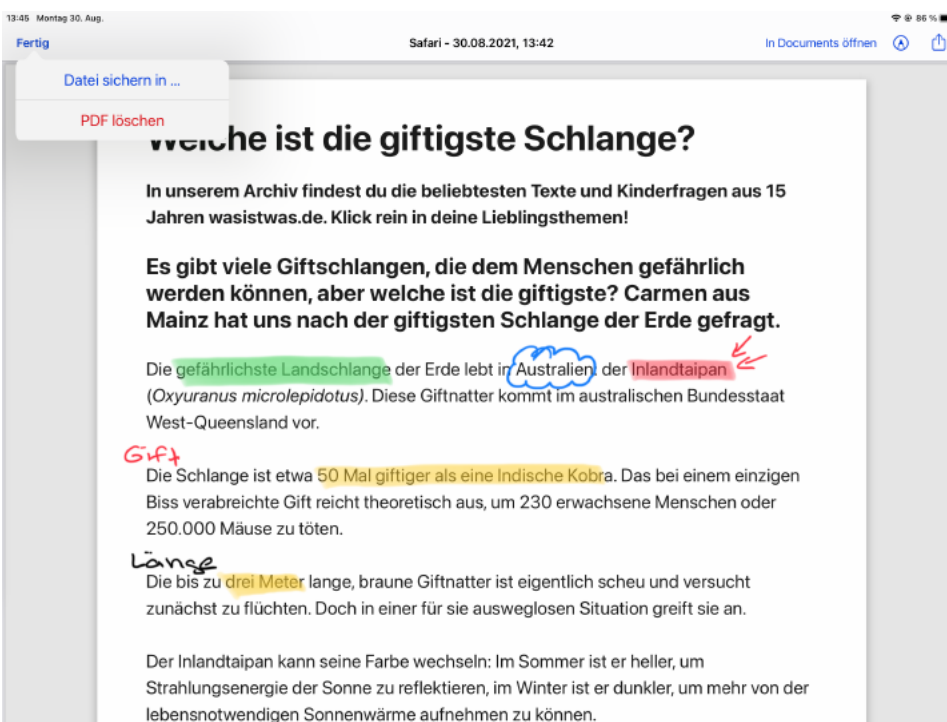 13:45 Montag 30. Aug.
86 %
Fertig
Safari - 30.08.2021, 13:42
In Documents öffnen
Datei sichern in ...
PDF löschen
Welche ist die giftigste Schlange?
In unserem Archiv findest du die beliebtesten Texte und Kinderfragen aus 15
Jahren wasistwas.de. Klick rein in deine Lieblingsthemen!
Es gibt viele Giftschlangen, die dem Menschen gefährlich
werden können, aber welche ist die giftigste? Carmen aus
Mainz hat uns nach der giftigsten Schlange der Erde gefragt.
Die gefährlichste Landschlange der Erde lebt in Australien: der Inlandtaipan
(Oxyuranus microlepidotus). Diese Giftnatter kommt im australischen Bundesstaat
West-Queensland vor.
Gift
Die Schlange ist etwa 50 Mal giftiger als eine Indische Kobra. Das bei einem einzigen
Biss verabreichte Gift reicht theoretisch aus, um 230 erwachsene Menschen oder
250.000 Mäuse zu töten.
Länge
Die bis zu drei Meter lange, braune Giftnatter ist eigentlich scheu und versucht
zunächst zu flüchten. Doch in einer für sie ausweglosen Situation greift sie an.
Der Inlandtaipan kann seine Farbe wechseln: Im Sommer ist er heller, um
Strahlungsenergie der Sonne zu reflektieren, im Winter ist er dunkler, um mehr von der
lebensnotwendigen Sonnenwärme aufnehmen zu können.